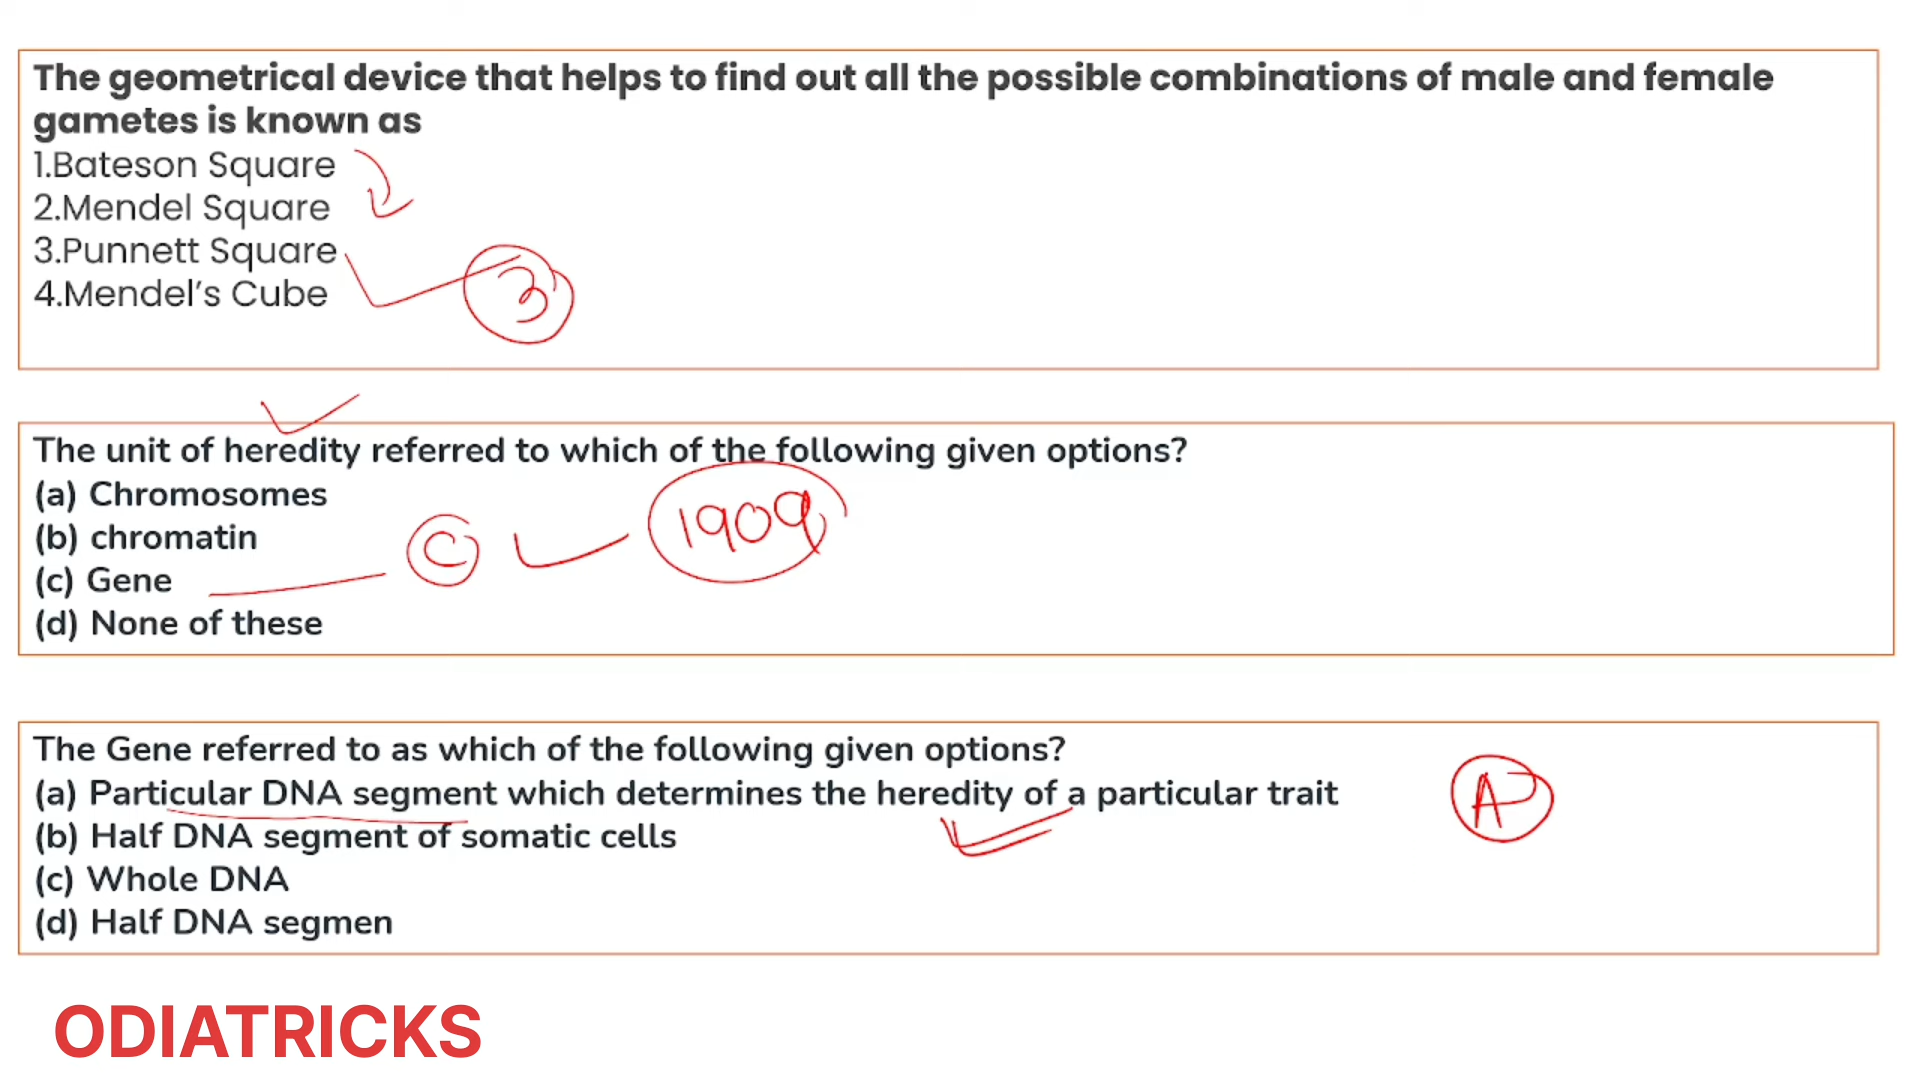 The geometrical device that helps to find out all the possible combinations of male and female
gametes is known as
1.Bateson Square
2.Mendel Square
3.Punnett Square
4.Mendel's Cube
3
The unit of heredity referred to which of the following given options?
(a) Chromosomes
(b) chromatin
(c) Gene
(d) None of these
C
1909
The Gene referred to as which of the following given options?
(a) Particular DNA segment which determines the heredity of a particular trait
A
(b) Half DNA segment of somatic cells
(c) Whole DNA
(d) Half DNA segmen
ODIATRICKS